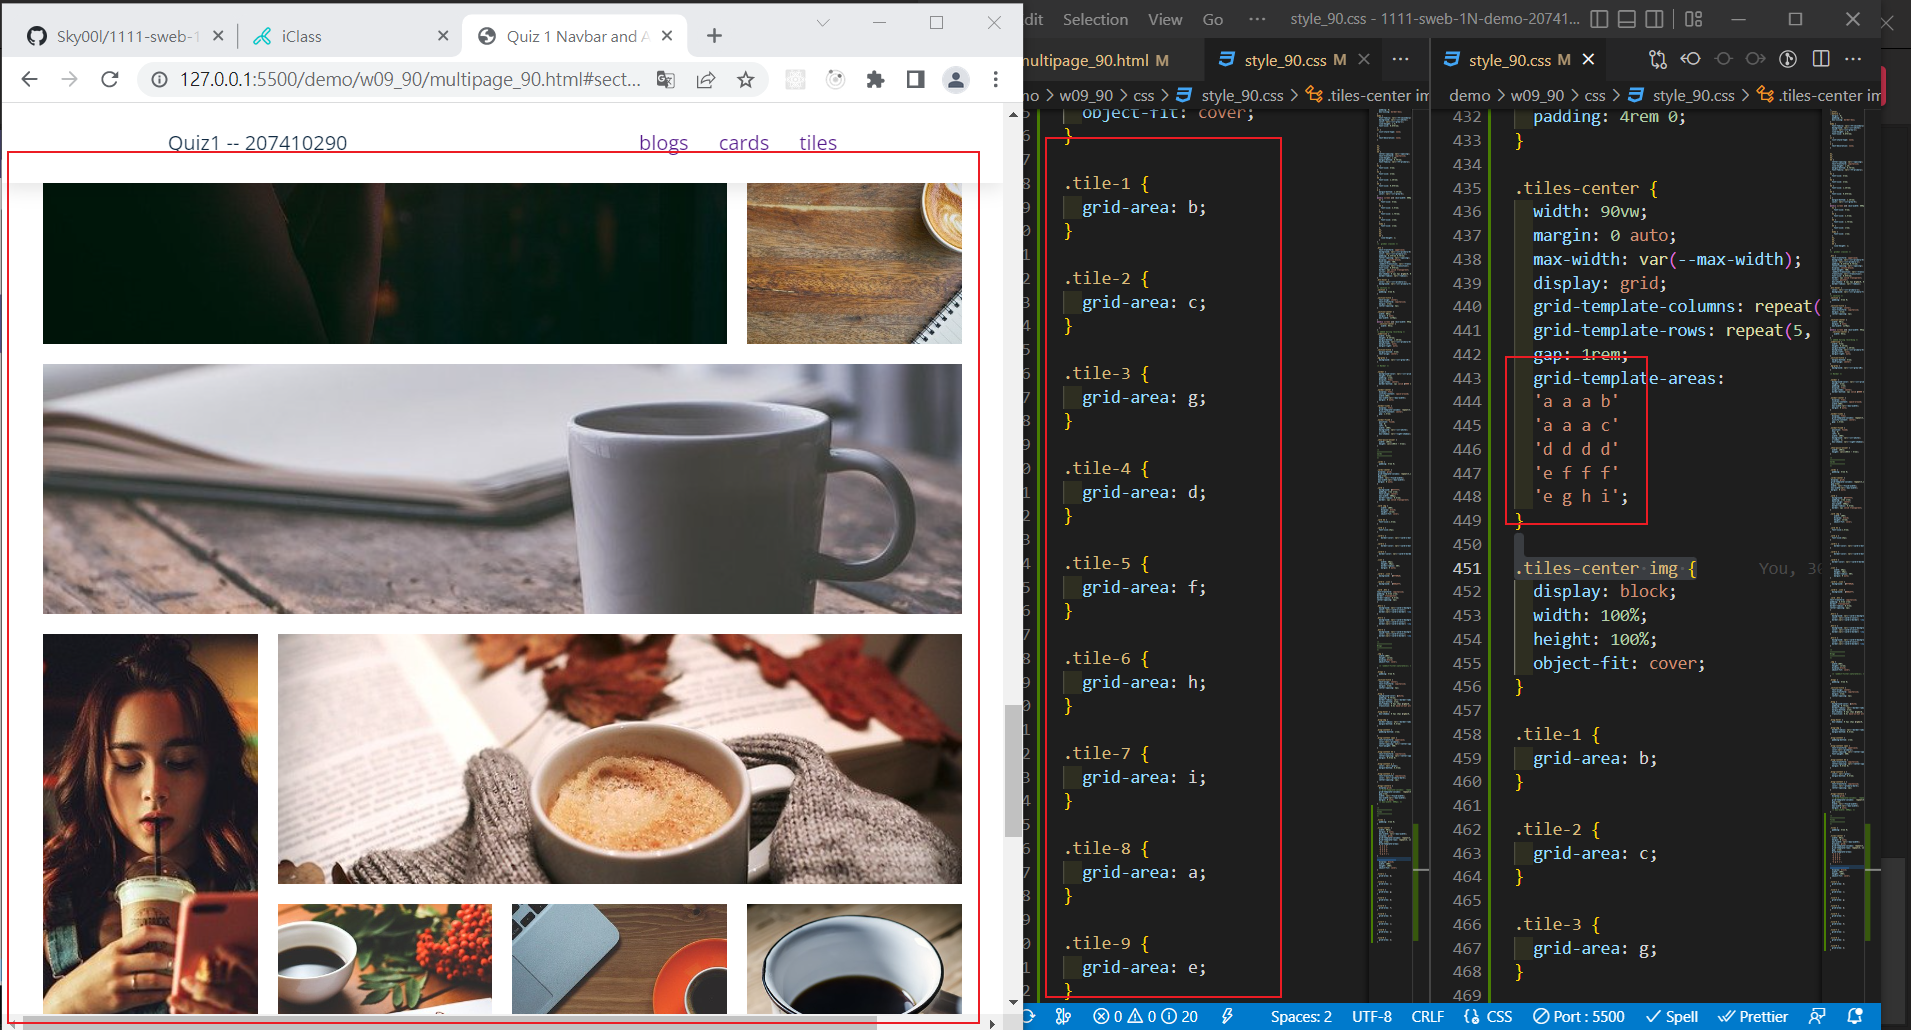 Sky00l/1111-sweb-1
iClass
Quiz 1 Navbar and A
127.0.0.1:5500/demo/w09_90/multipage_90.html#sect...
Quiz1 -- 207410290
blogs
cards
tiles
dit
Selection
View
Go
style_90.css - 1111-sweb-1N-demo-20741...
ultipage_90.html M
style_90.css M
style_90.css M
mo > w09_90 > css > style_90.css > .tiles-center im
object-fit: cover;
}
.tile-1 {
grid-area: b;
}
.tile-2 {
grid-area: c;
}
.tile-3 {
grid-area: g;
}
.tile-4 {
grid-area: d;
}
.tile-5 {
grid-area: f;
}
.tile-6 {
grid-area: h;
}
.tile-7 {
grid-area: i;
}
.tile-8 {
grid-area: a;
}
.tile-9 {
grid-area: e;
}
demo > w09_90 > css > style_90.css > .tiles-center im
432 padding: 4rem 0;
433 }
434
435 .tiles-center {
436 width: 90vw;
437 margin: 0 auto;
438 max-width: var(--max-width);
439 display: grid;
440 grid-template-columns: repeat(
441 grid-template-rows: repeat(5,
442 gap: 1rem;
443 grid-template-areas:
444 'a a a b'
445 'a a a c'
446 'd d d d'
447 'e f f f'
448 'e g h i';
449 }
450
451 .tiles-center img { You, 30
452 display: block;
453 width: 100%;
454 height: 100%;
455 object-fit: cover;
456 }
457
458 .tile-1 {
459 grid-area: b;
460 }
461
462 .tile-2 {
463 grid-area: c;
464 }
465
466 .tile-3 {
467 grid-area: g;
468 }
469
0 0 20
Spaces: 2
UTF-8
CRLF
CSS
Port : 5500
Spell
Prettier